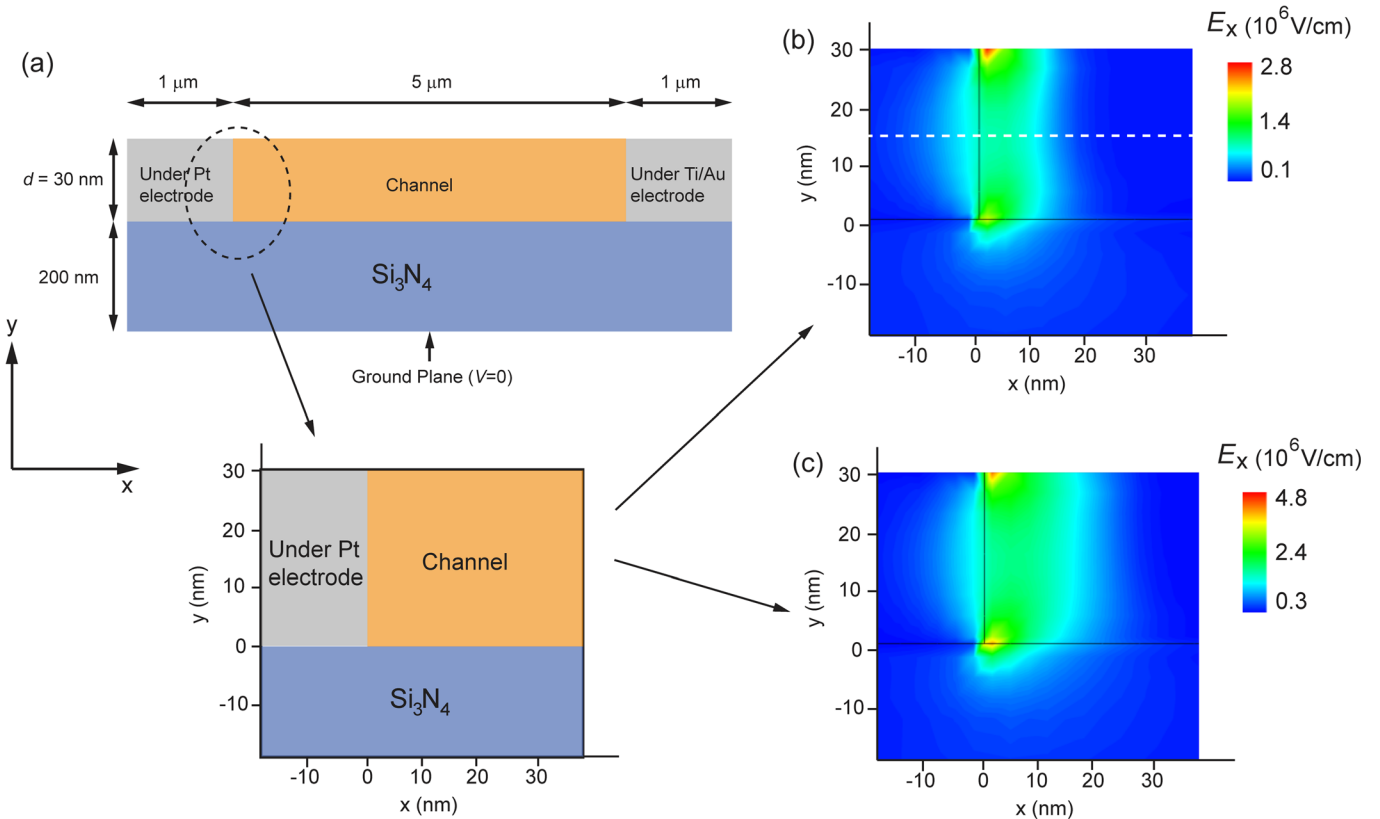 (a)
1 μm
5 μm
1 μm
d = 30 nm
Under Pt
electrode
Channel
Under Ti/Au
electrode
200 nm
Si3N4
Ground Plane (V=0)
y
x
30
20
10
0
-10
y (nm)
Under Pt
electrode
Channel
Si3N4
-10 0 10 20 30
x (nm)
(b)
Ex (10^6 V/cm)
2.8
1.4
0.1
30
20
10
0
-10
y (nm)
-10 0 10 20 30
x (nm)
(c)
Ex (10^6 V/cm)
4.8
2.4
0.3
30
20
10
0
-10
y (nm)
-10 0 10 20 30
x (nm)